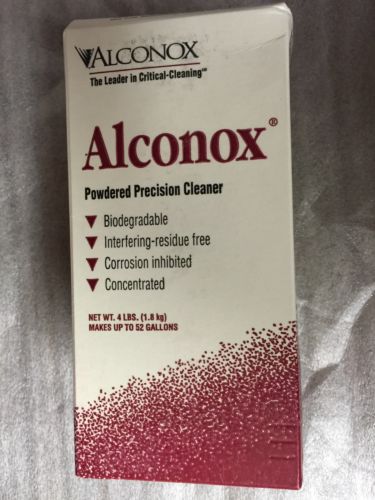 ALCONOX
The Leader in Critical-Cleaning℠
Alconox®
Powdered Precision Cleaner
Biodegradable
Interfering-residue free
Corrosion inhibited
Concentrated
NET WT. 4 LBS. (1.8 kg)
MAKES UP TO 52 GALLONS